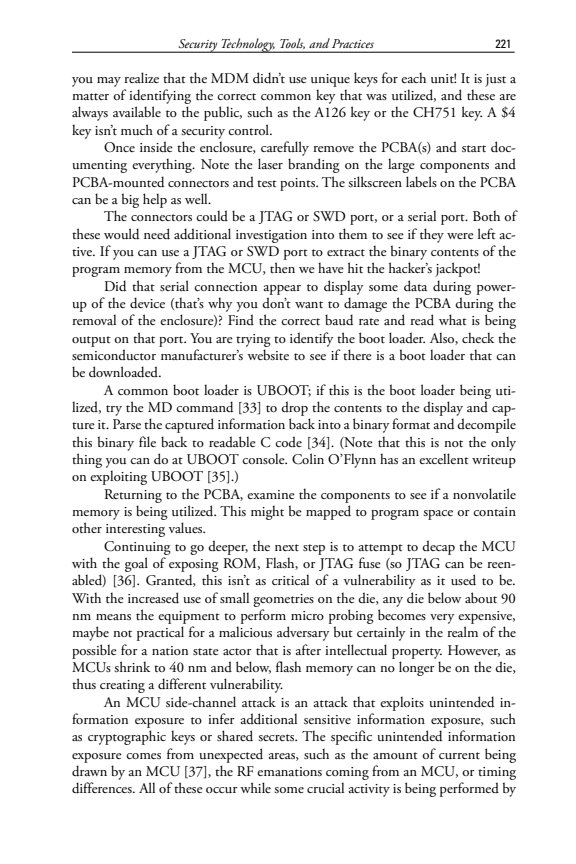 Security Technology, Tools, and Practices 221
you may realize that the MDM didn’t use unique keys for each unit! It is just a
matter of identifying the correct common key that was utilized, and these are
always available to the public, such as the A126 key or the CH751 key. A $4
key isn’t much of a security control.
Once inside the enclosure, carefully remove the PCBA(s) and start doc-
umenting everything. Note the laser branding on the large components and
PCBA-mounted connectors and test points. The silkscreen labels on the PCBA
can be a big help as well.
The connectors could be a JTAG or SWD port, or a serial port. Both of
these would need additional investigation into them to see if they were left ac-
tive. If you can use a JTAG or SWD port to extract the binary contents of the
program memory from the MCU, then we have hit the hacker’s jackpot!
Did that serial connection appear to display some data during power-
up of the device (that’s why you don’t want to damage the PCBA during the
removal of the enclosure)? Find the correct baud rate and read what is being
output on that port. You are trying to identify the boot loader. Also, check the
semiconductor manufacturer’s website to see if there is a boot loader that can
be downloaded.
A common boot loader is UBOOT; if this is the boot loader being uti-
lized, try the MD command [33] to drop the contents to the display and cap-
ture it. Parse the captured information back into a binary format and decompile
this binary file back to readable C code [34]. (Note that this is not the only
thing you can do at UBOOT console. Colin O’Flynn has an excellent writeup
on exploiting UBOOT [35].)
Returning to the PCBA, examine the components to see if a nonvolatile
memory is being utilized. This might be mapped to program space or contain
other interesting values.
Continuing to go deeper, the next step is to attempt to decap the MCU
with the goal of exposing ROM, Flash, or JTAG fuse (so JTAG can be reen-
abled) [36]. Granted, this isn’t as critical of a vulnerability as it used to be.
With the increased use of small geometries on the die, any die below about 90
nm means the equipment to perform micro probing becomes very expensive,
maybe not practical for a malicious adversary but certainly in the realm of the
possible for a nation state actor that is after intellectual property. However, as
MCUs shrink to 40 nm and below, flash memory can no longer be on the die,
thus creating a different vulnerability.
An MCU side-channel attack is an attack that exploits unintended in-
formation exposure to infer additional sensitive information exposure, such
as cryptographic keys or shared secrets. The specific unintended information
exposure comes from unexpected areas, such as the amount of current being
drawn by an MCU [37], the RF emanations coming from an MCU, or timing
differences. All of these occur while some crucial activity is being performed by